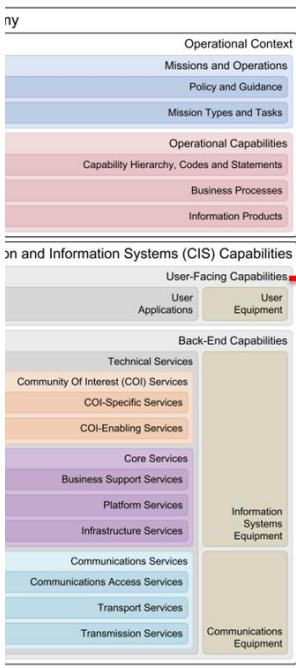 my
Operational Context
Missions and Operations
Policy and Guidance
Mission Types and Tasks
Operational Capabilities
Capability Hierarchy, Codes and Statements
Business Processes
Information Products
on and Information Systems (CIS) Capabilities
User-Facing Capabilities
User
Applications
User
Equipment
Back-End Capabilities
Technical Services
Community Of Interest (COI) Services
COI-Specific Services
COI-Enabling Services
Core Services
Business Support Services
Platform Services
Infrastructure Services
Information
Systems
Equipment
Communications Services
Communications Access Services
Transport Services
Transmission Services
Communications
Equipment